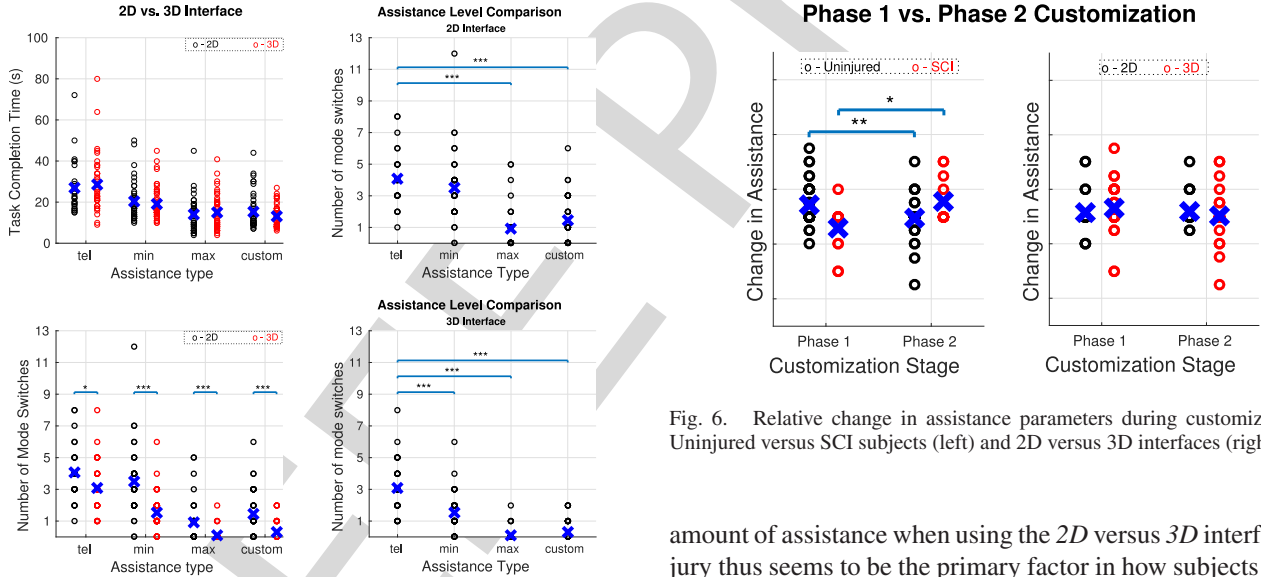 2D vs. 3D Interface
o - 2D
o - 3D
Task Completion Time (s)
100
80
60
40
20
0
tel
min
max
custom
Assistance type
Assistance Level Comparison
2D Interface
Number of mode switches
13
11
9
7
5
3
1
***
***
tel
min
max
custom
Assistance Type
o - 2D
o - 3D
Number of Mode Switches
13
11
9
7
5
3
1
*
***
***
***
tel
min
max
custom
Assistance type
Assistance Level Comparison
3D Interface
Number of mode switches
13
11
9
7
5
3
1
***
***
***
tel
min
max
custom
Assistance Type
Phase 1 vs. Phase 2 Customization
o - Uninjured
o - SCI
Change in Assistance
*
**
Phase 1
Phase 2
Customization Stage
o - 2D
o - 3D
Change in Assistance
Phase 1
Phase 2
Customization Stage
Fig. 6. Relative change in assistance parameters during customiz
Uninjured versus SCI subjects (left) and 2D versus 3D interfaces (righ
amount of assistance when using the 2D versus 3D interf
jury thus seems to be the primary factor in how subjects